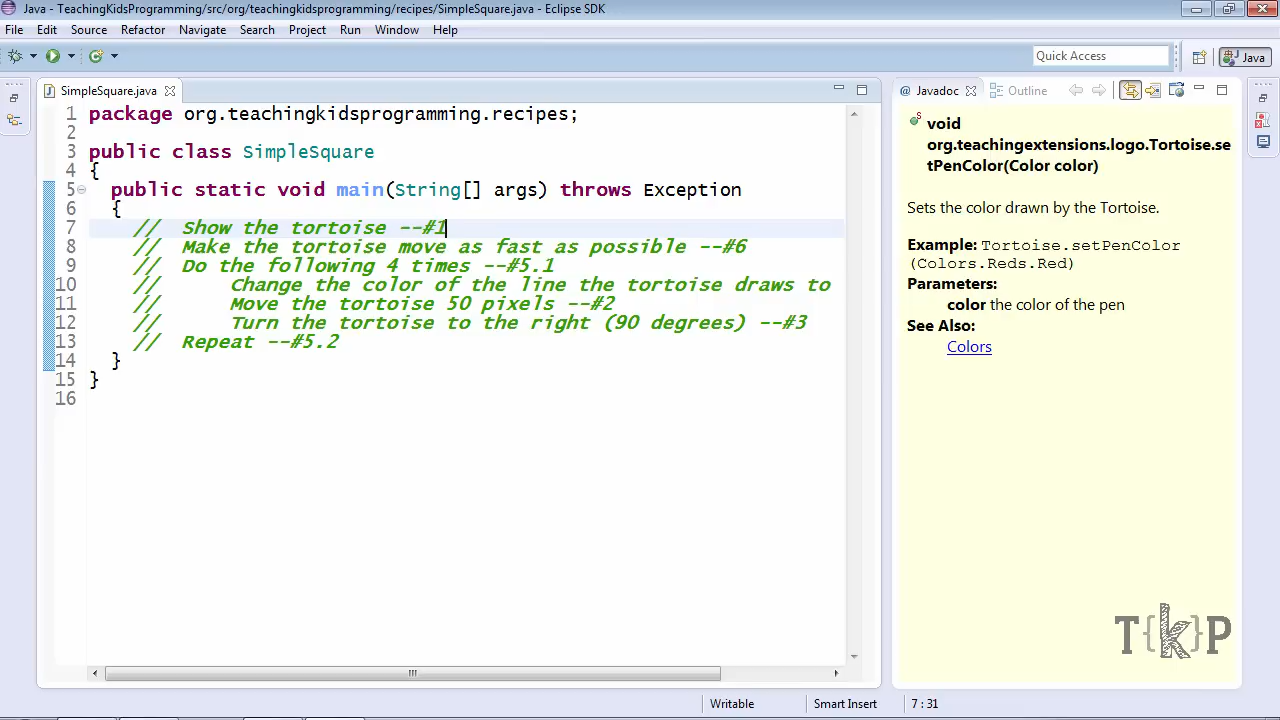 Java - TeachingKidsProgramming/src/org/teachingkidsprogramming/recipes/SimpleSquare.java - Eclipse SDK
File Edit Source Refactor Navigate Search Project Run Window Help
Quick Access Java
SimpleSquare.java
1 package org.teachingkidsprogramming.recipes;
2
3 public class SimpleSquare
4 {
5 public static void main(String[] args) throws Exception
6 {
7 // Show the tortoise --#1
8 // Make the tortoise move as fast as possible --#6
9 // Do the following 4 times --#5.1
10 // Change the color of the line the tortoise draws to
11 // Move the tortoise 50 pixels --#2
12 // Turn the tortoise to the right (90 degrees) --#3
13 // Repeat --#5.2
14 }
15 }
16
Javadoc Outline
void
org.teachingextensions.logo.Tortoise.se
tPenColor(Color color)
Sets the color drawn by the Tortoise.
Example: Tortoise.setPenColor
(Colors.Reds.Red)
Parameters:
color the color of the pen
See Also:
Colors
T{k}P
Writable Smart Insert 7 : 31